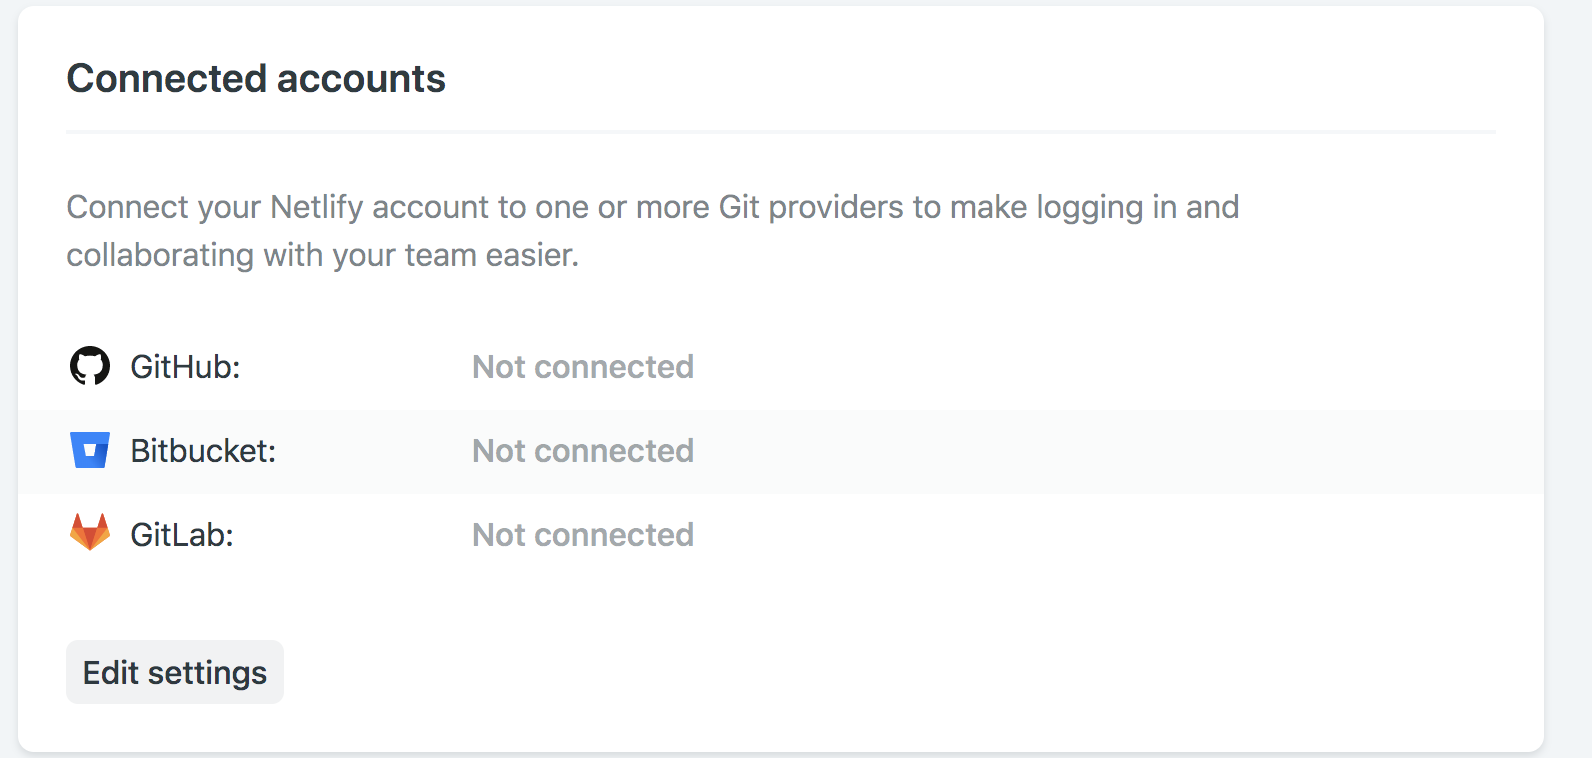 Connected accounts
Connect your Netlify account to one or more Git providers to make logging in and
collaborating with your team easier.
GitHub: Not connected
Bitbucket: Not connected
GitLab: Not connected
Edit settings